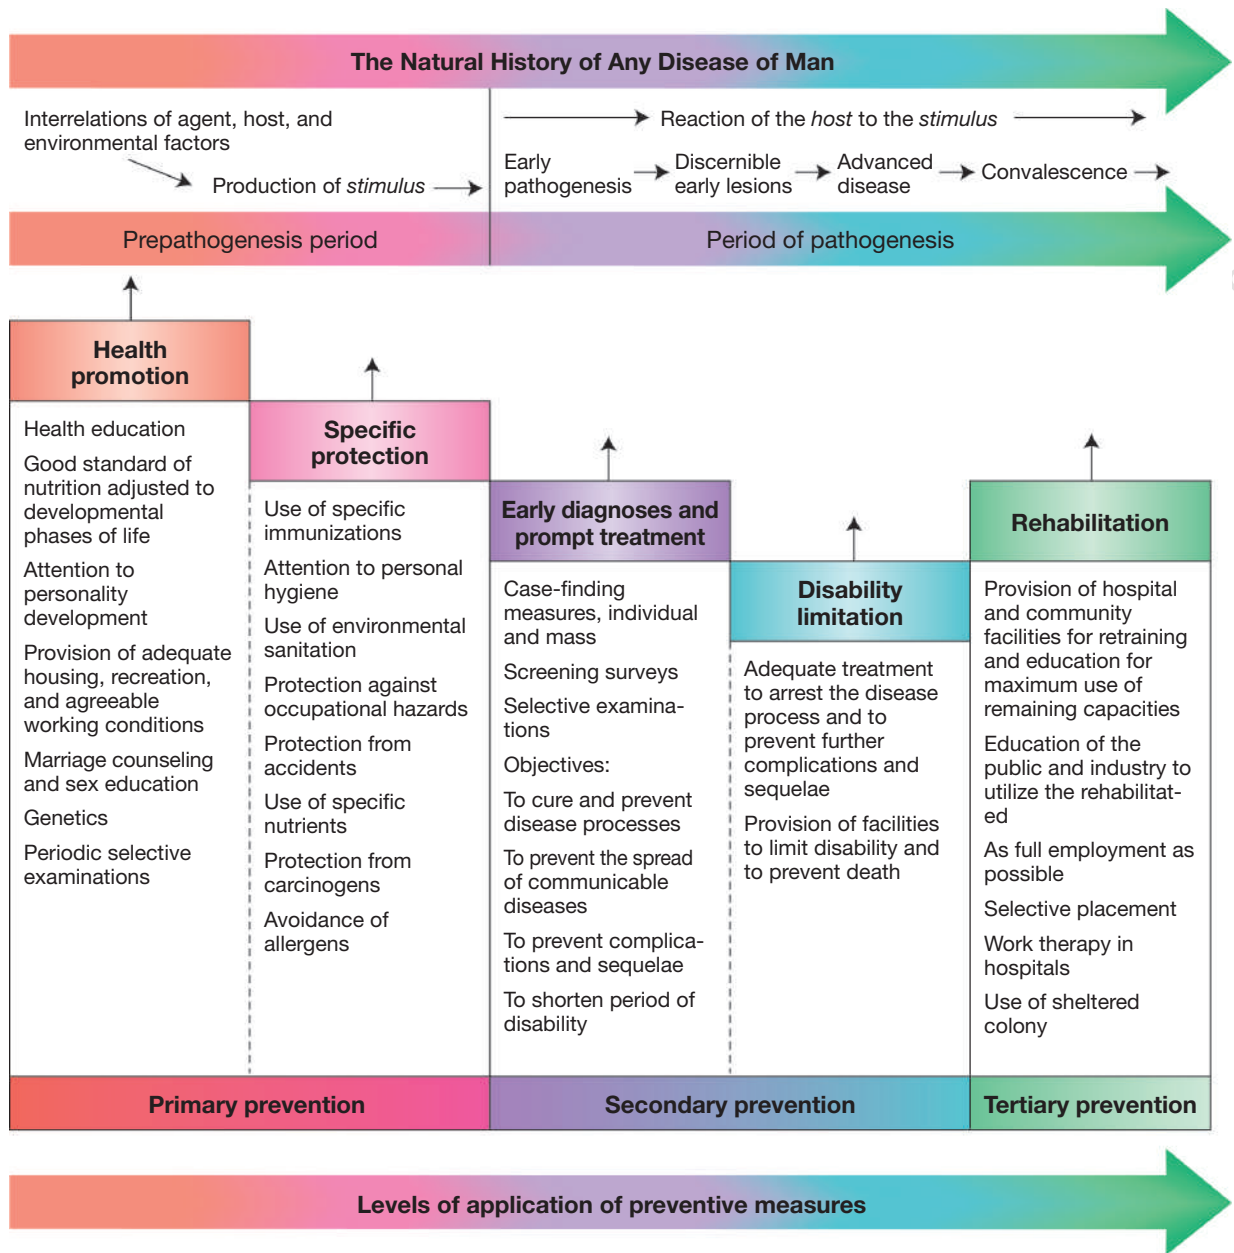 The Natural History of Any Disease of Man
Interrelations of agent, host, and
environmental factors
Production of stimulus
Reaction of the host to the stimulus
Early
pathogenesis
Discernible
early lesions
Advanced
disease
Convalescence
Prepathogenesis period
Period of pathogenesis
Health
promotion
Health education
Good standard of
nutrition adjusted to
developmental
phases of life
Attention to
personality
development
Provision of adequate
housing, recreation,
and agreeable
working conditions
Marriage counseling
and sex education
Genetics
Periodic selective
examinations
Specific
protection
Use of specific
immunizations
Attention to personal
hygiene
Use of environmental
sanitation
Protection against
occupational hazards
Protection from
accidents
Use of specific
nutrients
Protection from
carcinogens
Avoidance of
allergens
Early diagnoses and
prompt treatment
Case-finding
measures, individual
and mass
Screening surveys
Selective examina-
tions
Objectives:
To cure and prevent
disease processes
To prevent the spread
of communicable
diseases
To prevent complica-
tions and sequelae
To shorten period of
disability
Disability
limitation
Adequate treatment
to arrest the disease
process and to
prevent further
complications and
sequelae
Provision of facilities
to limit disability and
to prevent death
Rehabilitation
Provision of hospital
and community
facilities for retraining
and education for
maximum use of
remaining capacities
Education of the
public and industry to
utilize the rehabilitat-
ed
As full employment as
possible
Selective placement
Work therapy in
hospitals
Use of sheltered
colony
Primary prevention
Secondary prevention
Tertiary prevention
Levels of application of preventive measures